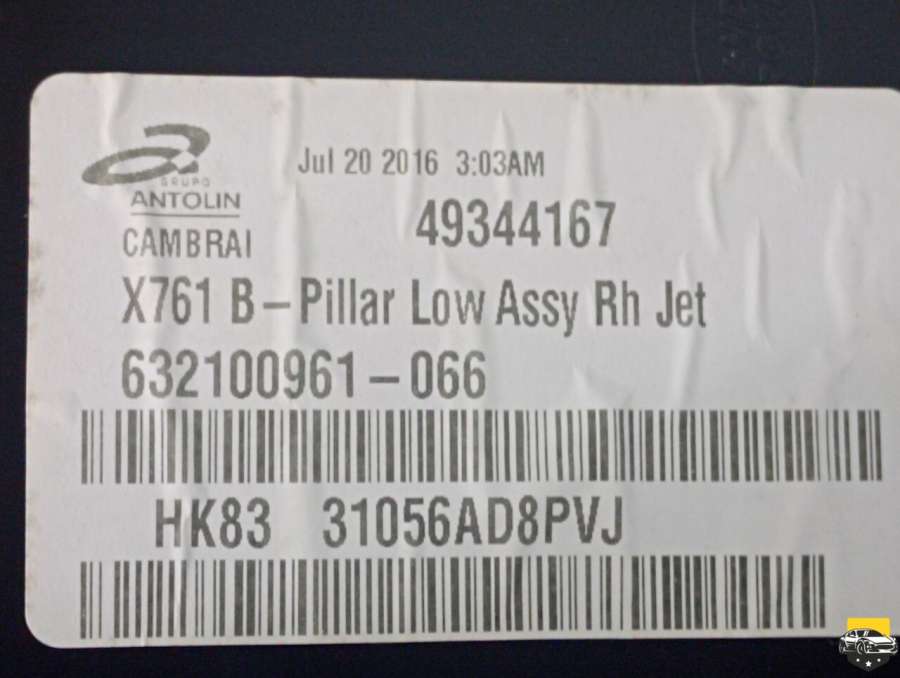 Jul 20 2016 3:03AM
GRUPO
ANTOLIN
49344167
CAMBRAI
X761 B-Pillar Low Assy Rh Jet
632100961-066
HK83 31056AD8PVJ